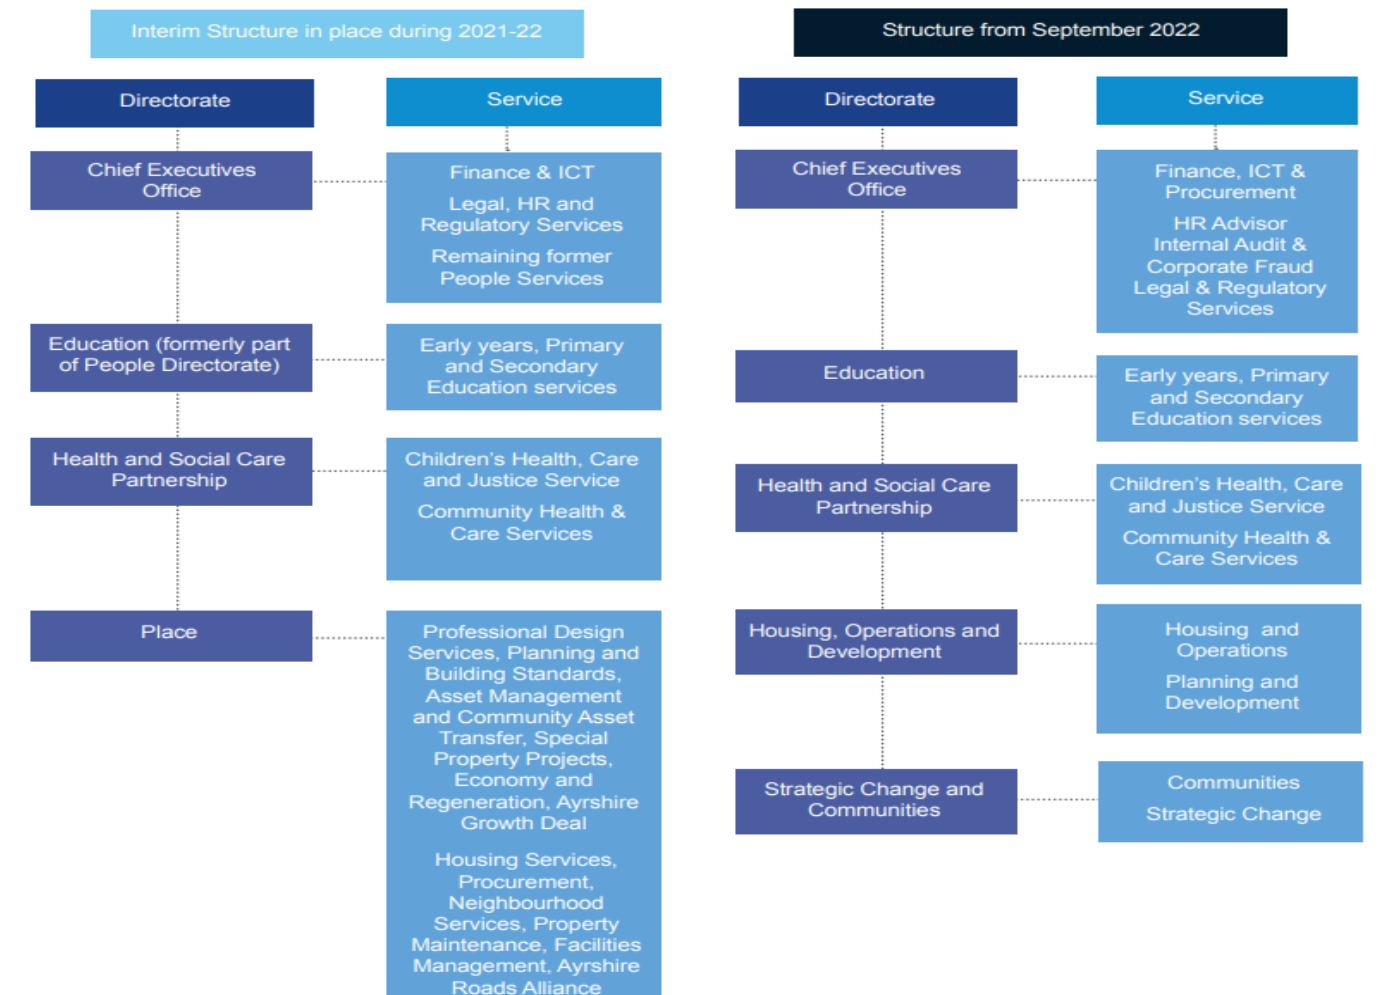 Interim Structure in place during 2021-22
Directorate
Service
Chief Executives
Office
Finance & ICT
Legal, HR and
Regulatory Services
Remaining former
People Services
Education (formerly part
of People Directorate)
Early years, Primary
and Secondary
Education services
Health and Social Care
Partnership
Children's Health, Care
and Justice Service
Community Health &
Care Services
Place
Professional Design
Services, Planning and
Building Standards,
Asset Management
and Community Asset
Transfer, Special
Property Projects,
Economy and
Regeneration, Ayrshire
Growth Deal
Housing Services,
Procurement,
Neighbourhood
Services, Property
Maintenance, Facilities
Management, Ayrshire
Roads Alliance
Structure from September 2022
Directorate
Service
Chief Executives
Office
Finance, ICT &
Procurement
HR Advisor
Internal Audit &
Corporate Fraud
Legal & Regulatory
Services
Education
Early years, Primary
and Secondary
Education services
Health and Social Care
Partnership
Children's Health, Care
and Justice Service
Community Health &
Care Services
Housing, Operations and
Development
Housing and
Operations
Planning and
Development
Strategic Change and
Communities
Communities
Strategic Change